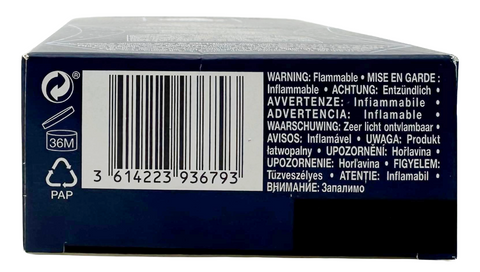 WARNING: Flammable • MISE EN GARDE :
Inflammable • ACHTUNG: Entzündlich •
AVVERTENZE: Infiammabile •
ADVERTENCIA: Inflamable •
WAARSCHUWING: Zeer licht ontvlambaar •
AVISOS: Inflamável • UWAGA: Produkt
łatwopalny • UPOZORNĚNÍ: Hořlavina •
UPOZORNENIE: Horľavina • FIGYELEM:
Tűzveszélyes • ATENȚIE: Inflamabil •
ВНИМАНИЕ: Запалимо
36M
PAP
3 614223 936793